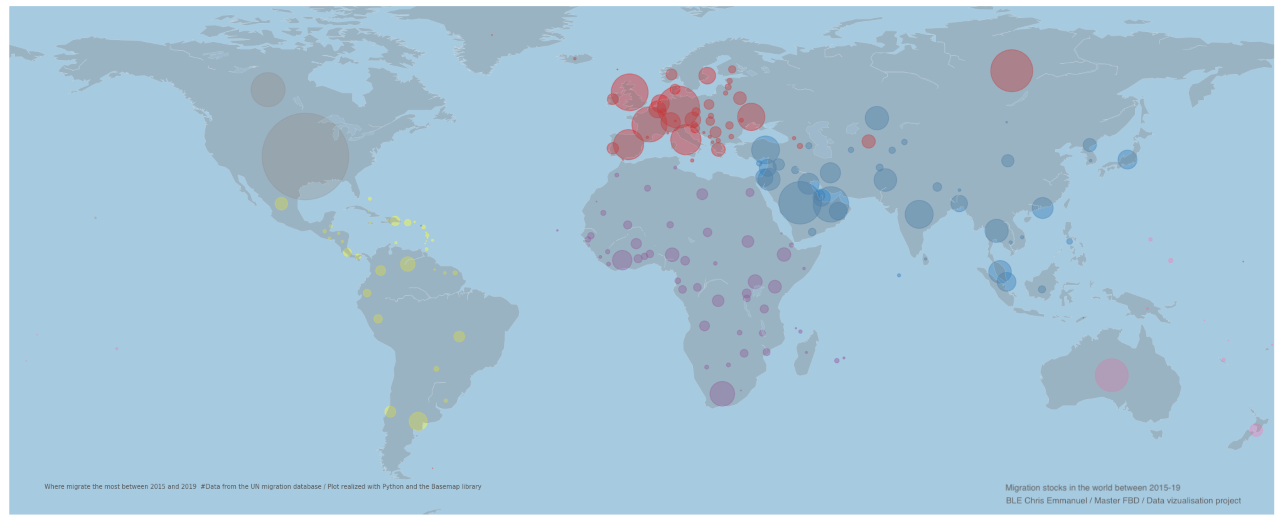 Where migrate the most between 2015 and 2019  #Data from the UN migration database / Plot realized with Python and the Basemap library
Migration stocks in the world between 2015-19
BLE Chris Emmanuel / Master FBD / Data vizualisation project